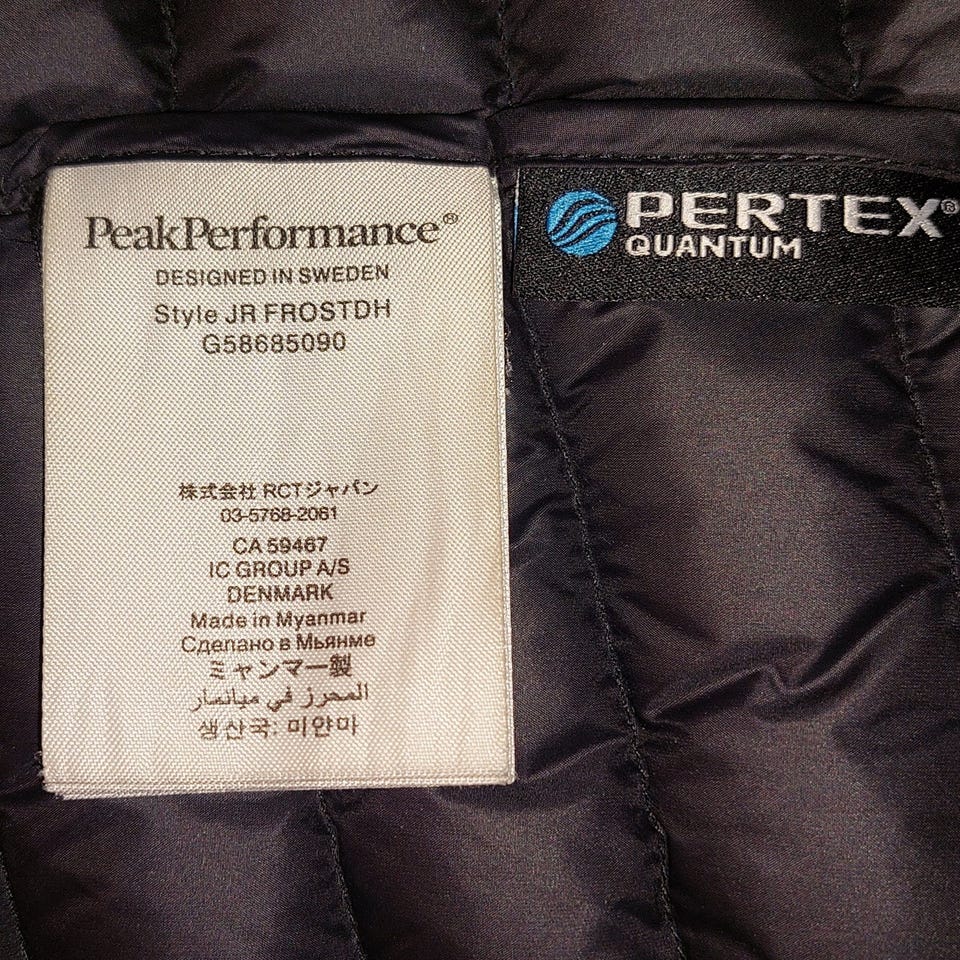 PeakPerformance®
DESIGNED IN SWEDEN
Style JR FROSTDH
G58685090
株式会社 RCTジャパン
03-5768-2061
CA 59467
IC GROUP A/S
DENMARK
Made in Myanmar
Сделано в Мьянме
ミャンマー製
المحرز في ميانمار
생산국: 미얀마
PERTEX®
QUANTUM